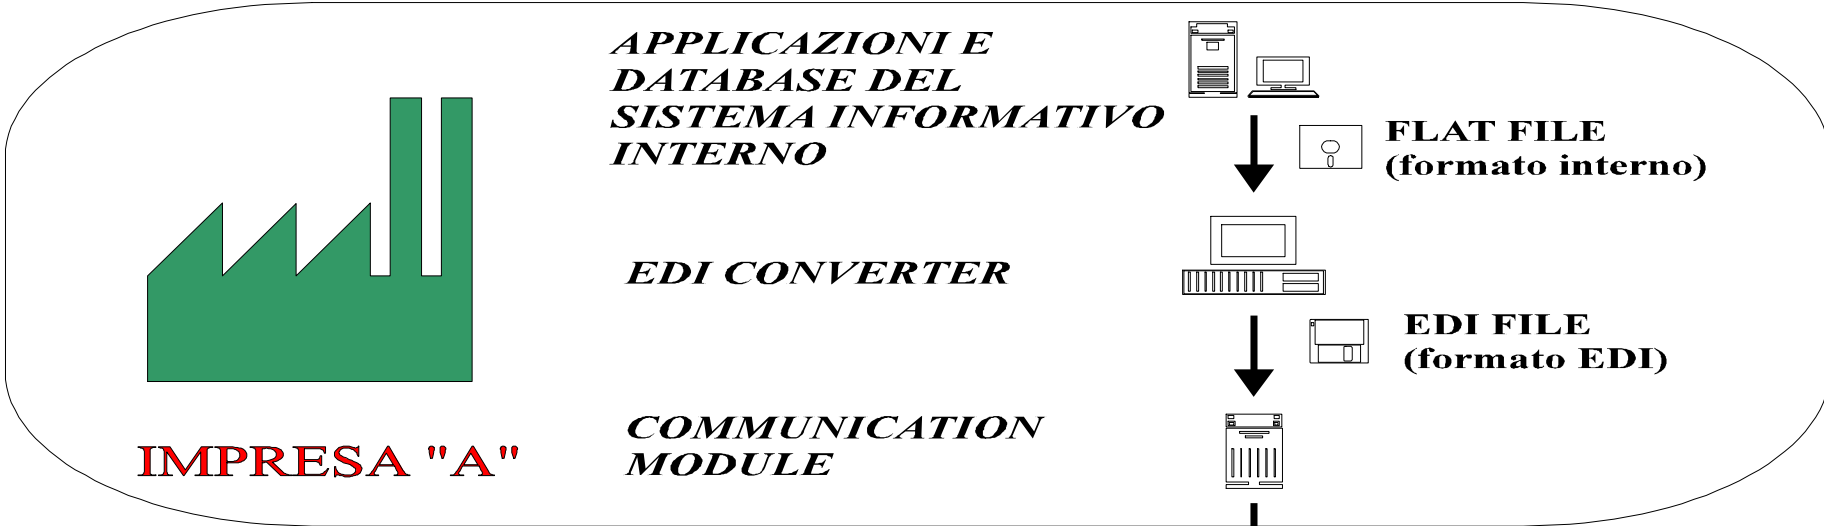 APPLICAZIONI E
DATABASE DEL
SISTEMA INFORMATIVO
INTERNO
FLAT FILE
(formato interno)
EDI CONVERTER
EDI FILE
(formato EDI)
COMMUNICATION
MODULE
IMPRESA "A"